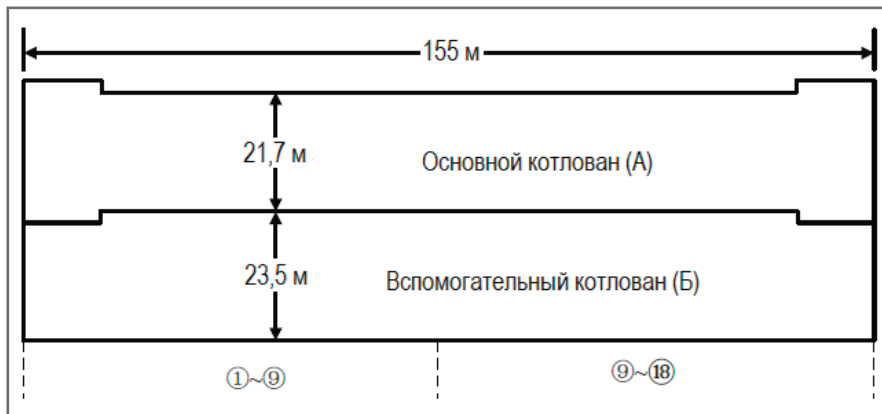 155 м
21,7 м
Основной котлован (А)
23,5 м
Вспомогательный котлован (Б)
①~⑨
⑨~⑱